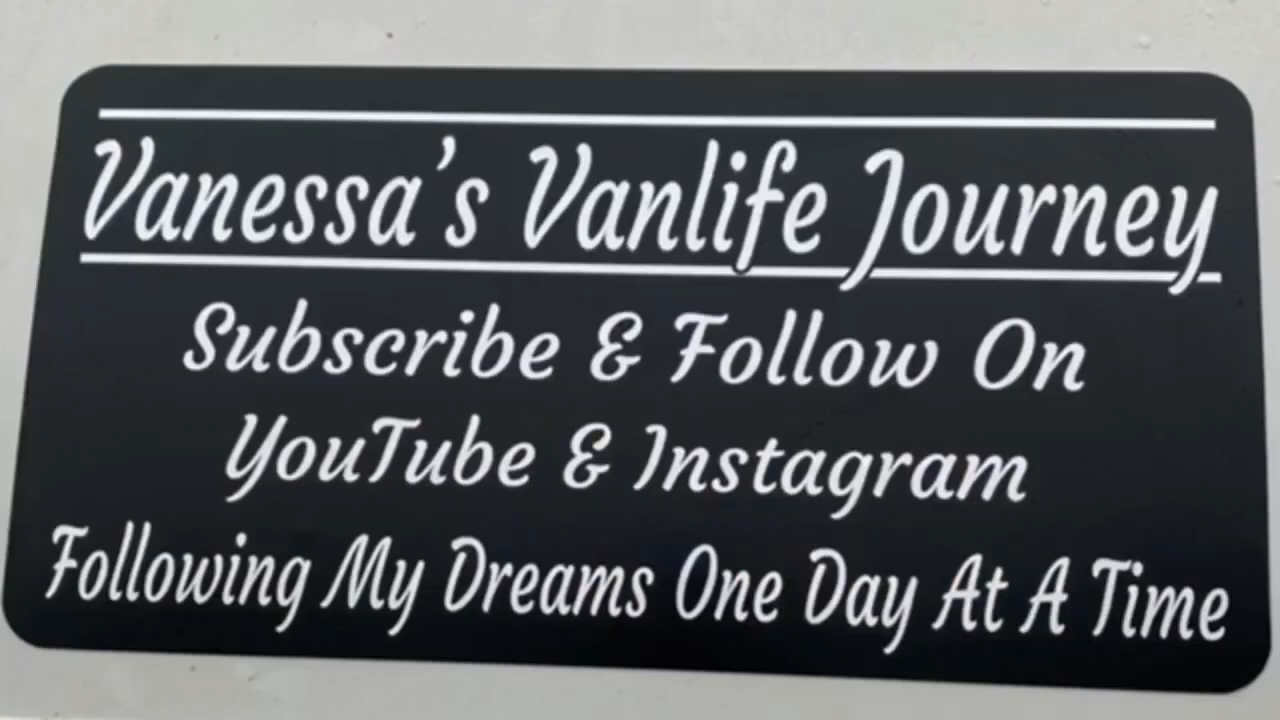 Vanessa's Vanlife Journey
Subscribe & Follow On
YouTube & Instagram
Following My Dreams One Day At A Time